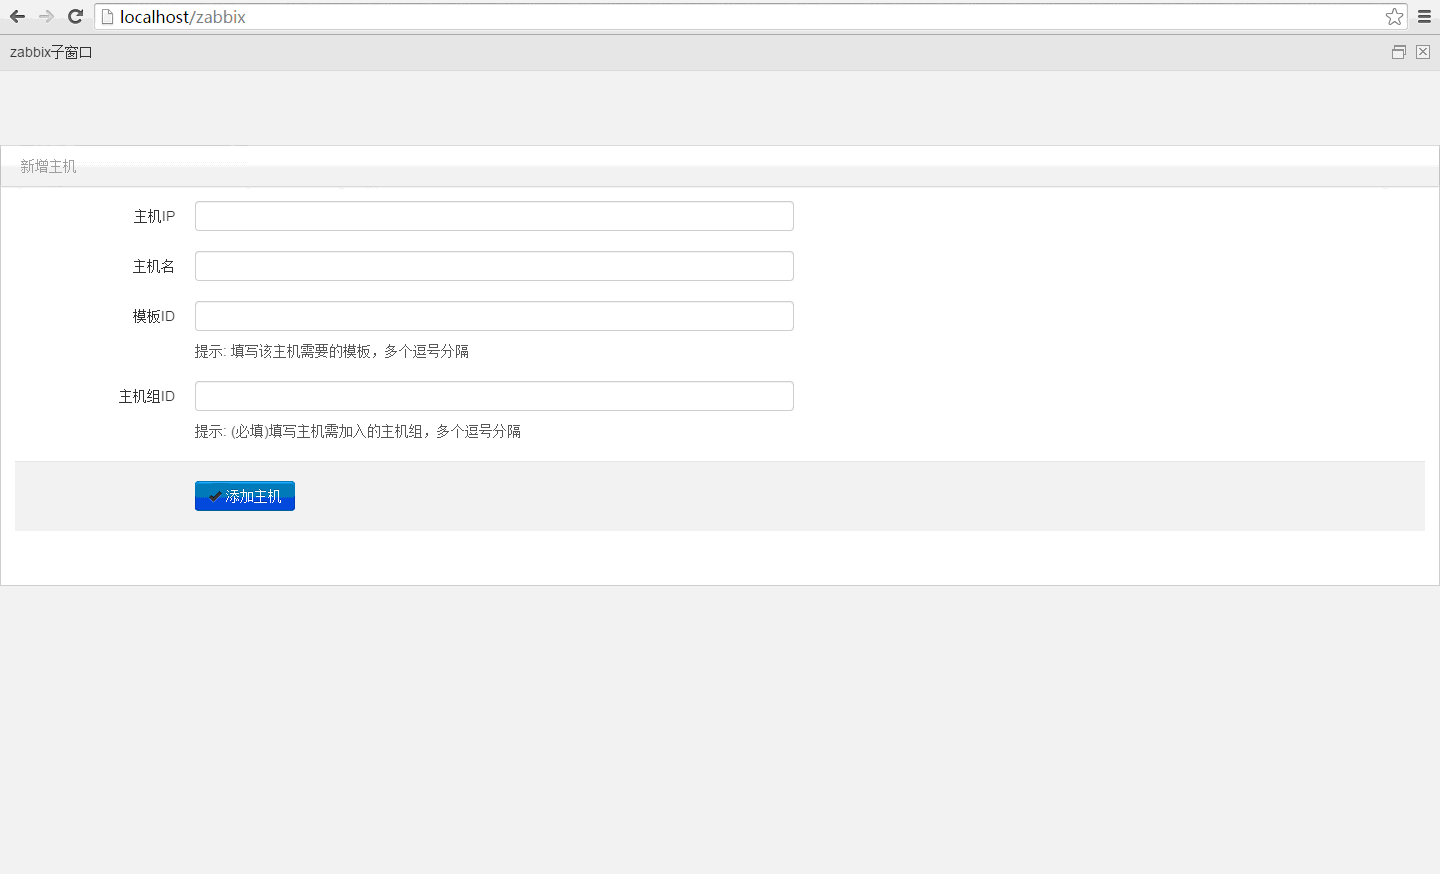 localhost/zabbix
zabbix子窗口
新增主机
主机IP
主机名
模板ID
提示: 填写该主机需要的模板，多个逗号分隔
主机组ID
提示: (必填)填写主机需加入的主机组，多个逗号分隔
添加主机